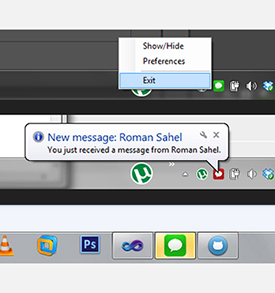 Show/Hide
Preferences
Exit
New message: Roman Sahel
You just received a message from Roman Sahel.
Ps